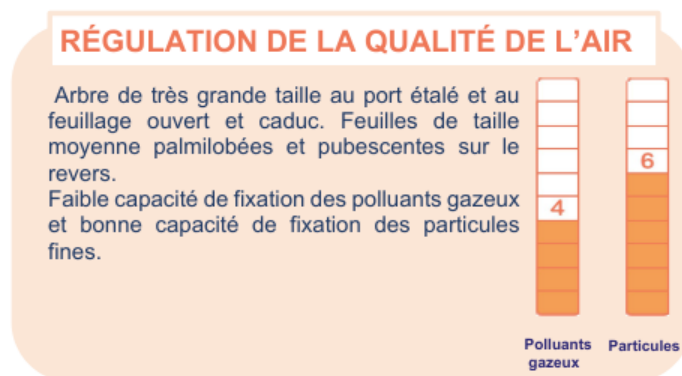 RÉGULATION DE LA QUALITÉ DE L’AIR
Arbre de très grande taille au port étalé et au
feuillage ouvert et caduc. Feuilles de taille
moyenne palmilobées et pubescentes sur le
revers.
Faible capacité de fixation des polluants gazeux
et bonne capacité de fixation des particules
fines.
6
4
Polluants
gazeux
Particules